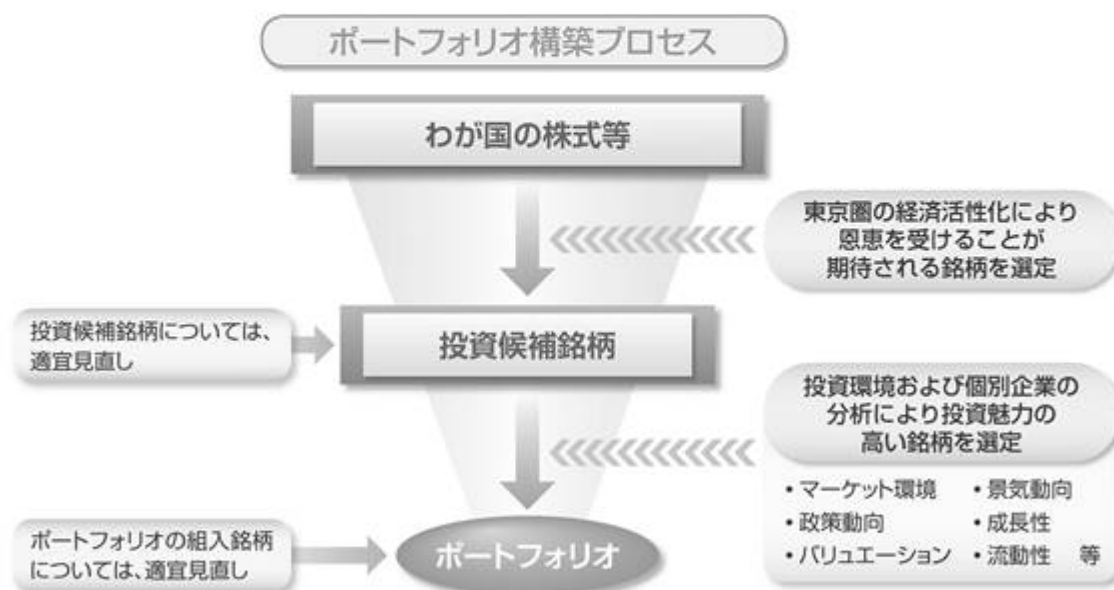 ポートフォリオ構築プロセス
わが国の株式等
東京圏の経済活性化により
恩恵を受けることが
期待される銘柄を選定
投資候補銘柄については、
適宜見直し
投資候補銘柄
投資環境および個別企業の
分析により投資魅力の
高い銘柄を選定
・マーケット環境 ・景気動向
・政策動向 ・成長性
・バリュエーション ・流動性 等
ポートフォリオの組入銘柄
については、適宜見直し
ポートフォリオ